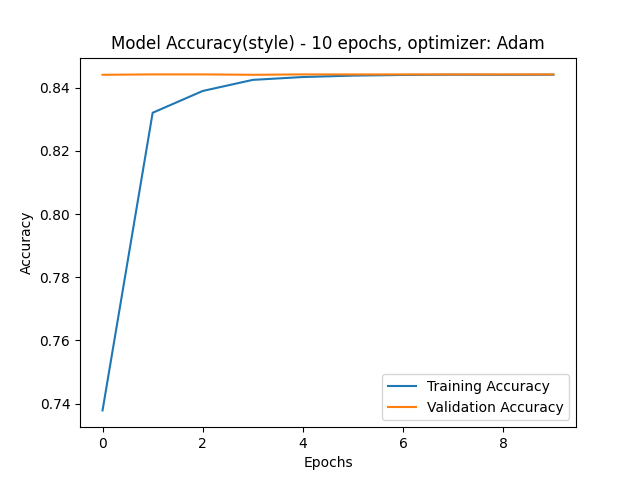 Model Accuracy(style) - 10 epochs, optimizer: Adam
0.84
0.82
0.80
0.78
0.76
0.74
Accuracy
Training Accuracy
Validation Accuracy
0 2 4 6 8
Epochs